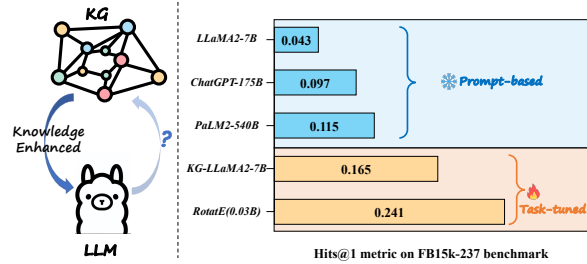 KG
Knowledge
Enhanced
?
LLM
LLaMA2-7B
0.043
ChatGPT-175B
0.097
PaLM2-540B
0.115
Prompt-based
KG-LLaMA2-7B
0.165
RotatE(0.03B)
0.241
Task-tuned
Hits@1 metric on FB15k-237 benchmark